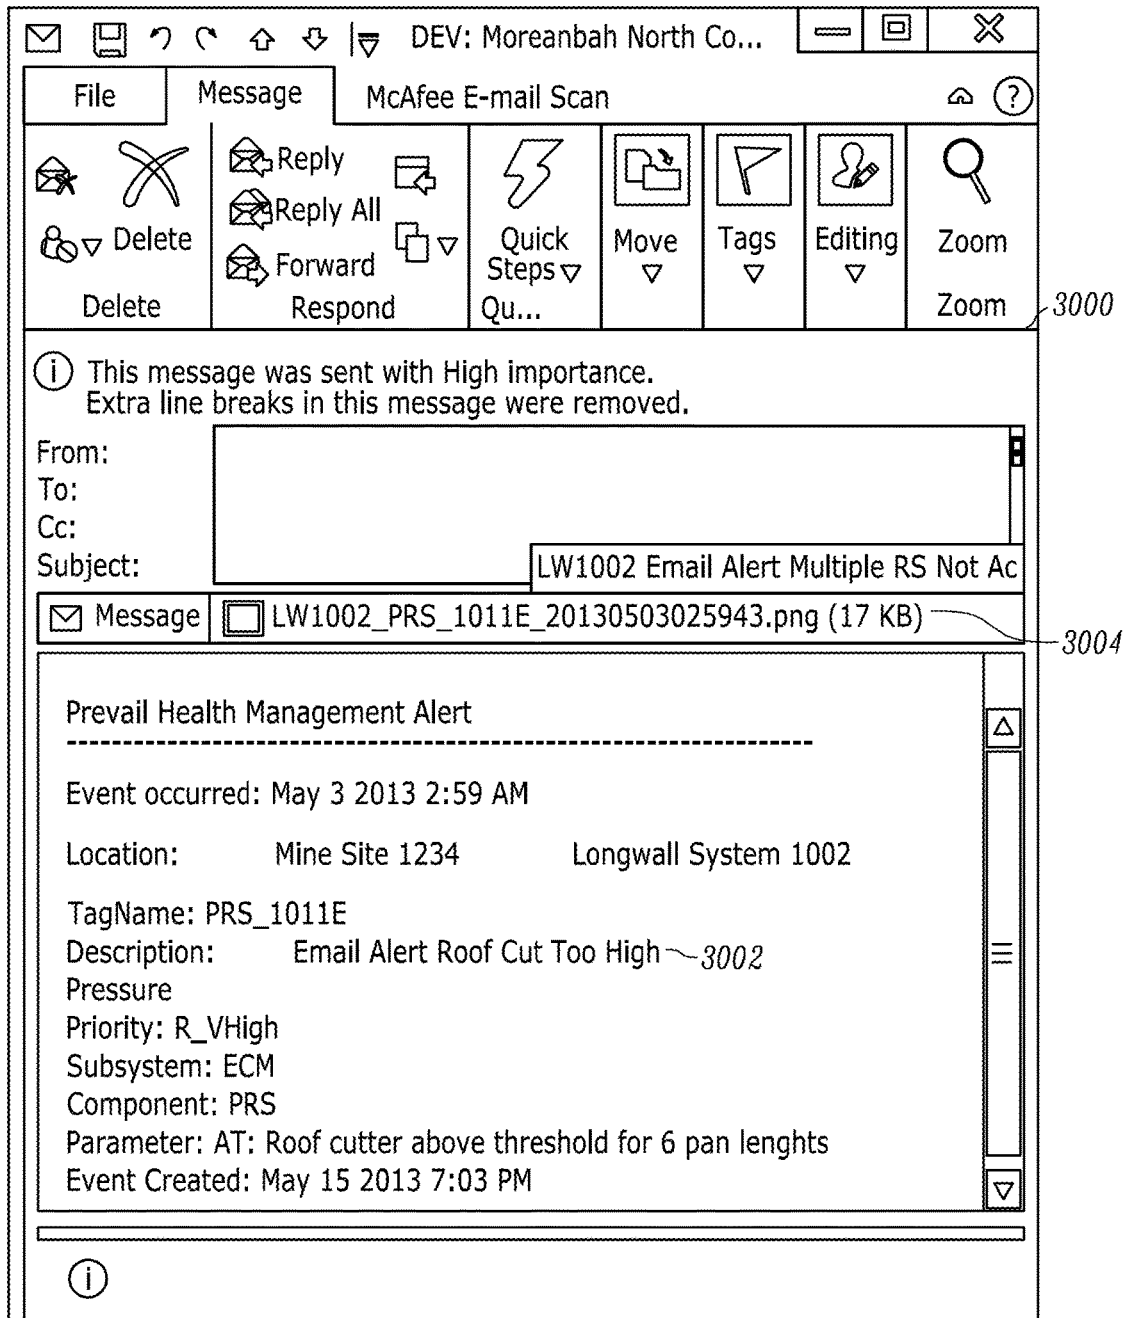 DEV: Moreanbah North Co...
File Message McAfee E-mail Scan ?
Reply
Reply All
Forward
Delete
Quick Steps
Move
Tags
Editing
Zoom
Delete Respond Qu... Zoom
3000
i This message was sent with High importance.
Extra line breaks in this message were removed.
From:
To:
Cc:
Subject:
LW1002 Email Alert Multiple RS Not Ac
Message LW1002_PRS_1011E_20130503025943.png (17 KB)
3004
Prevail Health Management Alert
--------------------------------------------------------------------
Event occurred: May 3 2013 2:59 AM
Location: Mine Site 1234 Longwall System 1002
TagName: PRS_1011E
Description: Email Alert Roof Cut Too High 3002
Pressure
Priority: R_VHigh
Subsystem: ECM
Component: PRS
Parameter: AT: Roof cutter above threshold for 6 pan lenghts
Event Created: May 15 2013 7:03 PM
i